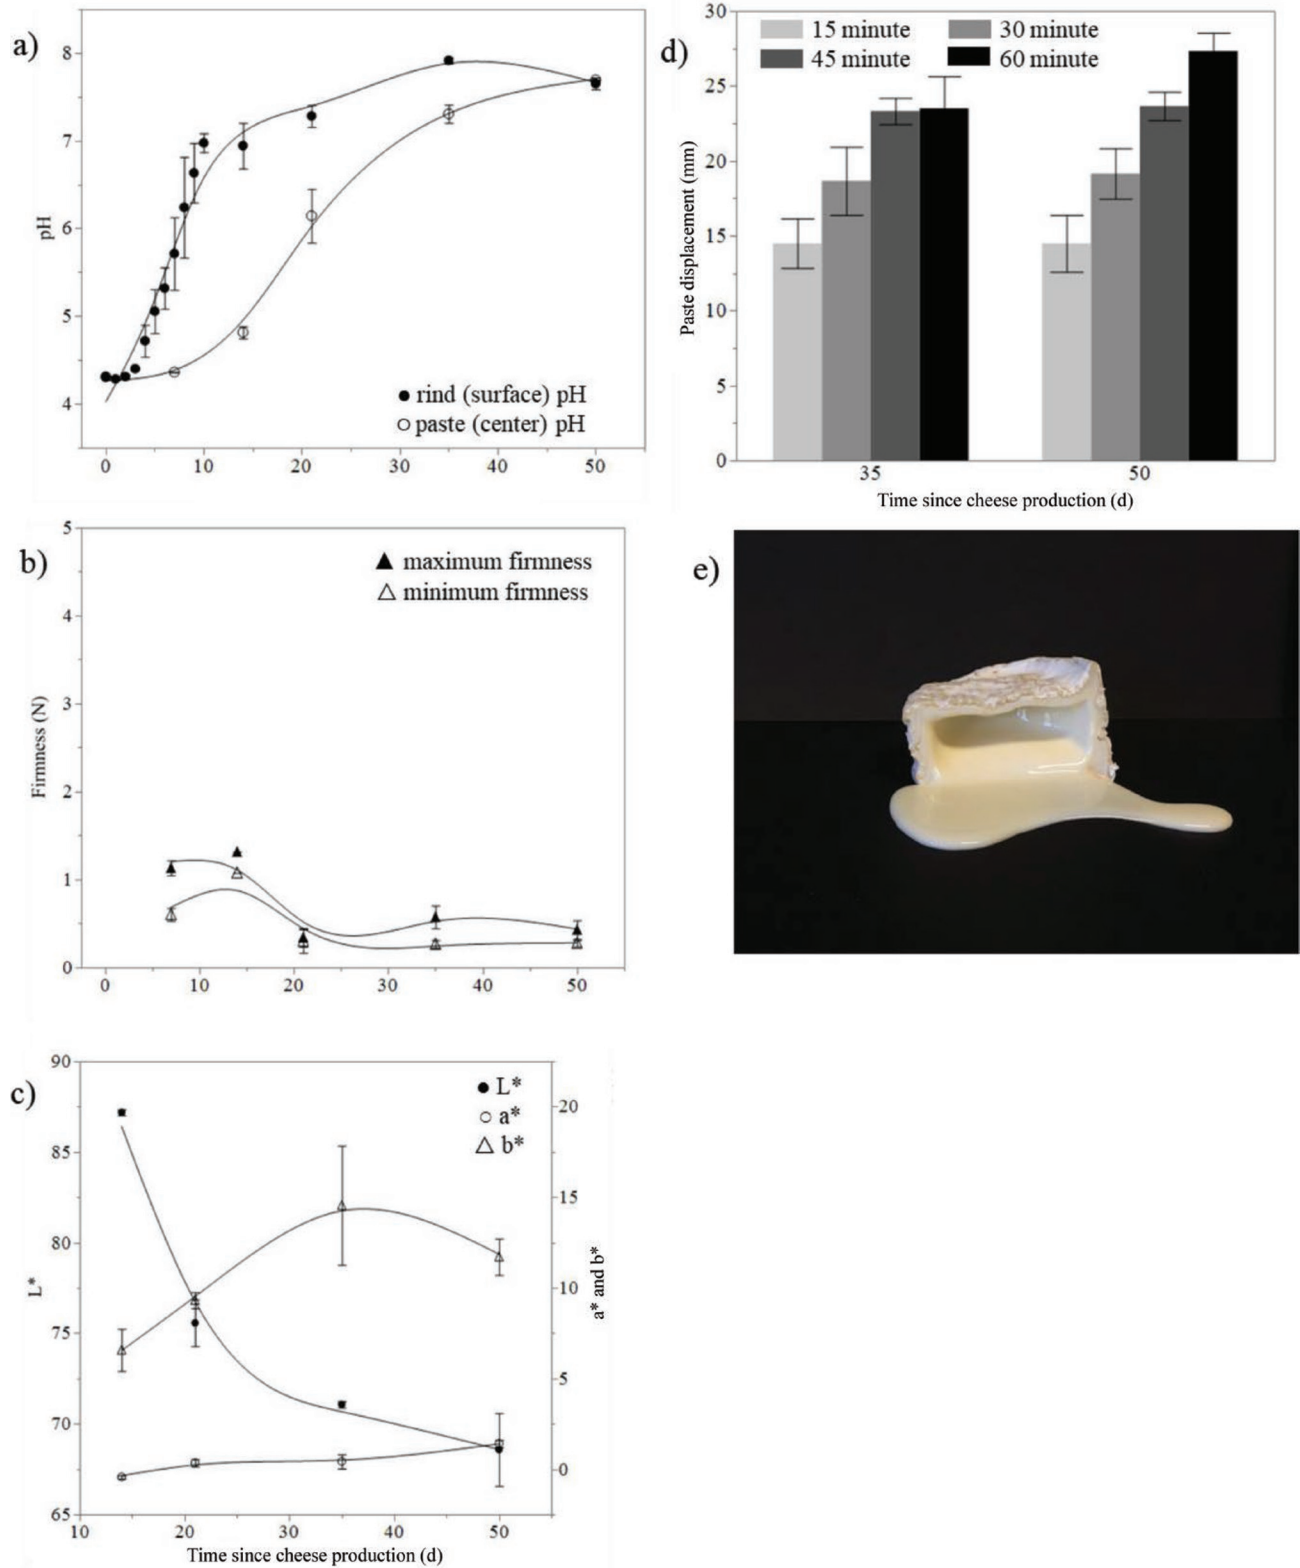 a)
8
7
6
5
4
pH
● rind (surface) pH
○ paste (center) pH
0 10 20 30 40 50
d)
30
25
20
15
10
5
0
Paste displacement (mm)
15 minute 30 minute
45 minute 60 minute
35 50
Time since cheese production (d)
b)
5
4
3
2
1
0
Firmness (N)
▲ maximum firmness
△ minimum firmness
0 10 20 30 40 50
e)
c)
90
85
80
75
70
65
L*
● L*
○ a*
△ b*
20
15
10
5
0
a* and b*
10 20 30 40 50
Time since cheese production (d)